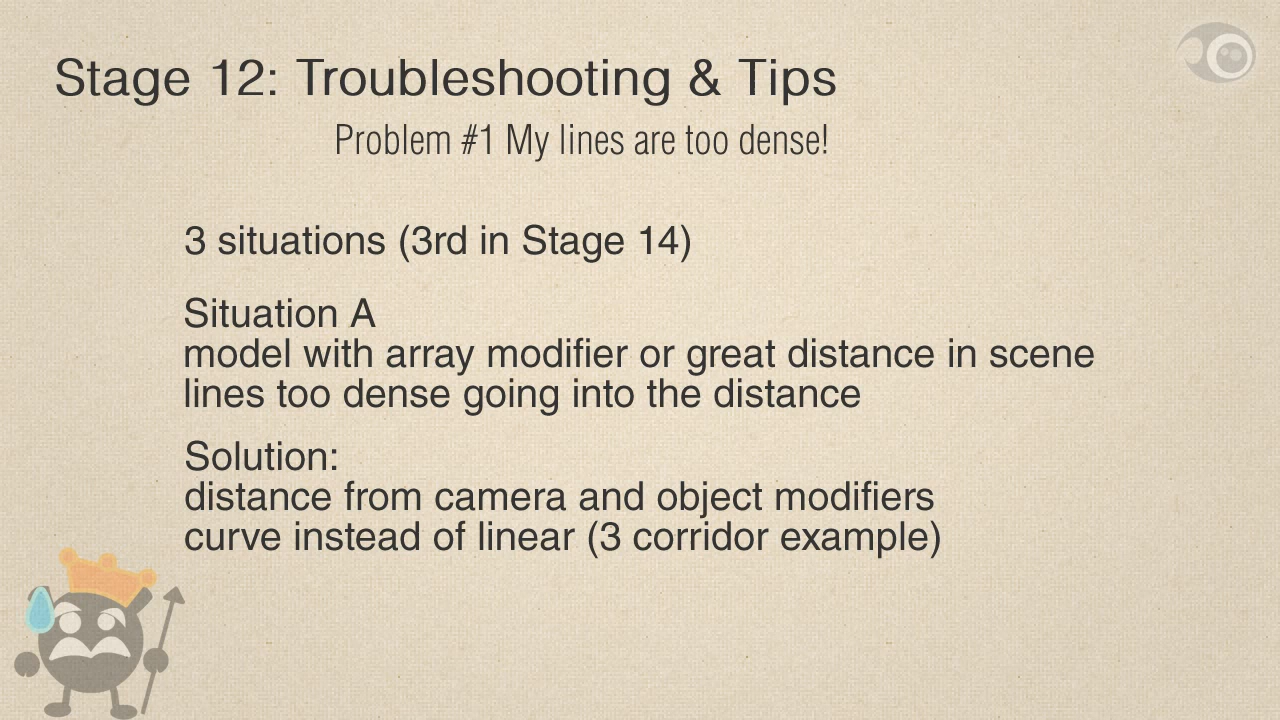 Stage 12: Troubleshooting & Tips
Problem #1 My lines are too dense!
3 situations (3rd in Stage 14)
Situation A
model with array modifier or great distance in scene
lines too dense going into the distance
Solution:
distance from camera and object modifiers
curve instead of linear (3 corridor example)